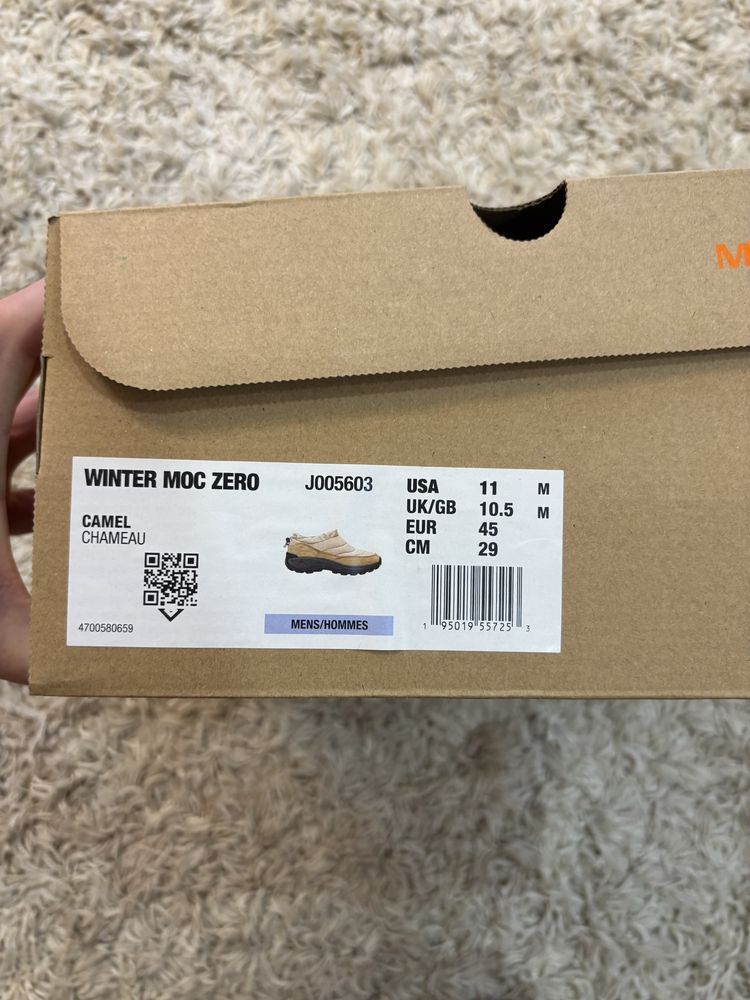 M
WINTER MOC ZERO J005603
CAMEL
CHAMEAU
4700580659
MENS/HOMMES
USA 11 M
UK/GB 10.5 M
EUR 45
CM 29
1 95019 55725 3